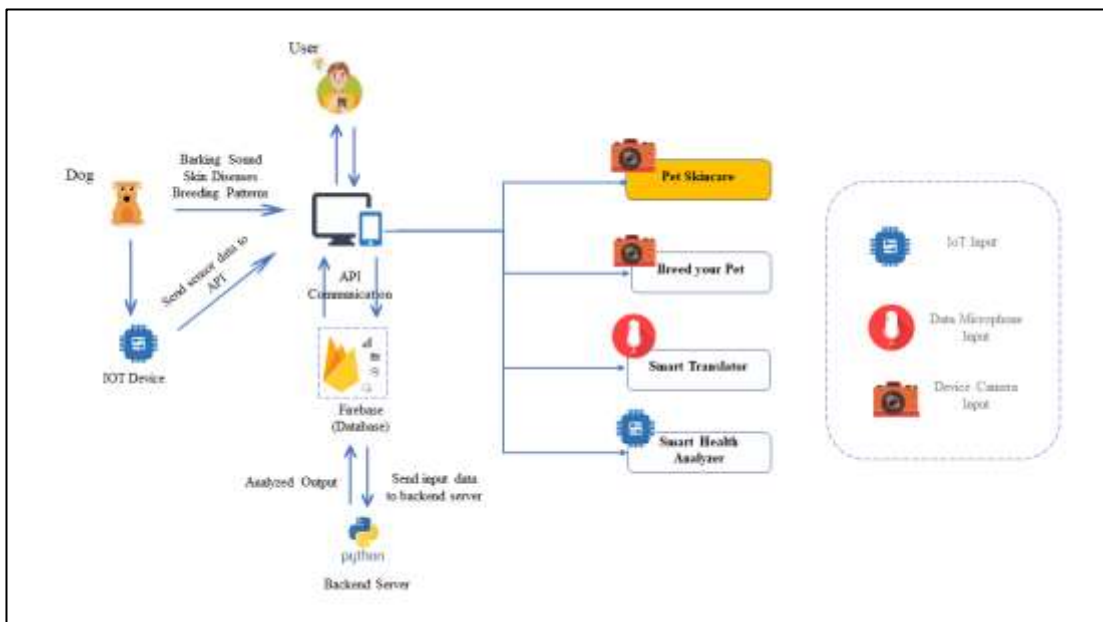 User
Dog
Barking Sound
Skin Diseases
Breeding Patterns
Send sensor data to
API
IOT Device
API
Communication
Firebase
(Database)
Analyzed Output
Send input data
to backend server
python
Backend Server
Pet Skincare
Breed your Pet
Smart Translator
Smart Health
Analyzer
IoT Input
Data Microphone
Input
Device Camera
Input